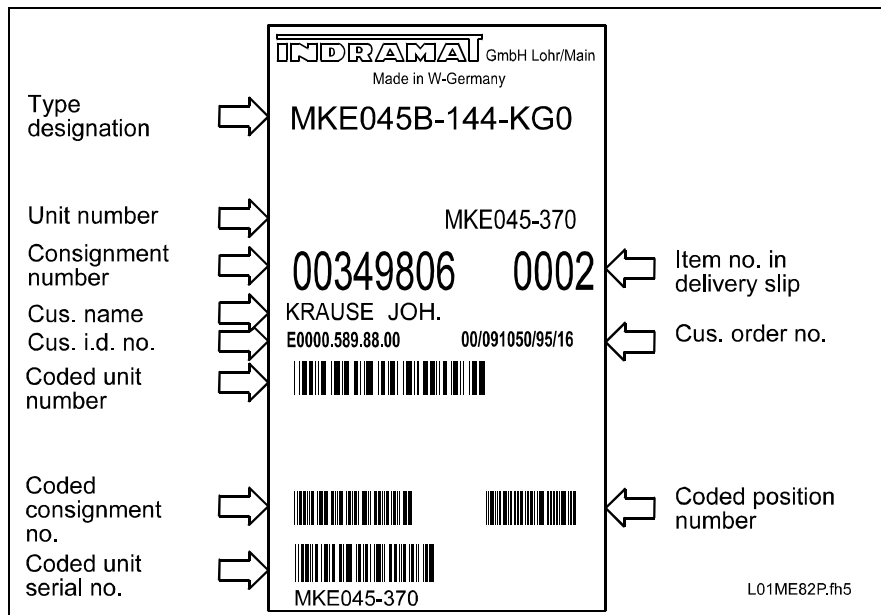 INDRAMAT GmbH Lohr/Main
Made in W-Germany
Type
designation
MKE045B-144-KG0
Unit number
MKE045-370
Consignment
number
00349806 0002
Item no. in
delivery slip
Cus. name
KRAUSE JOH.
Cus. i.d. no.
E0000.589.88.00 00/091050/95/16
Cus. order no.
Coded unit
number
Coded
consignment
no.
Coded position
number
Coded unit
serial no.
MKE045-370
L01ME82P.fh5